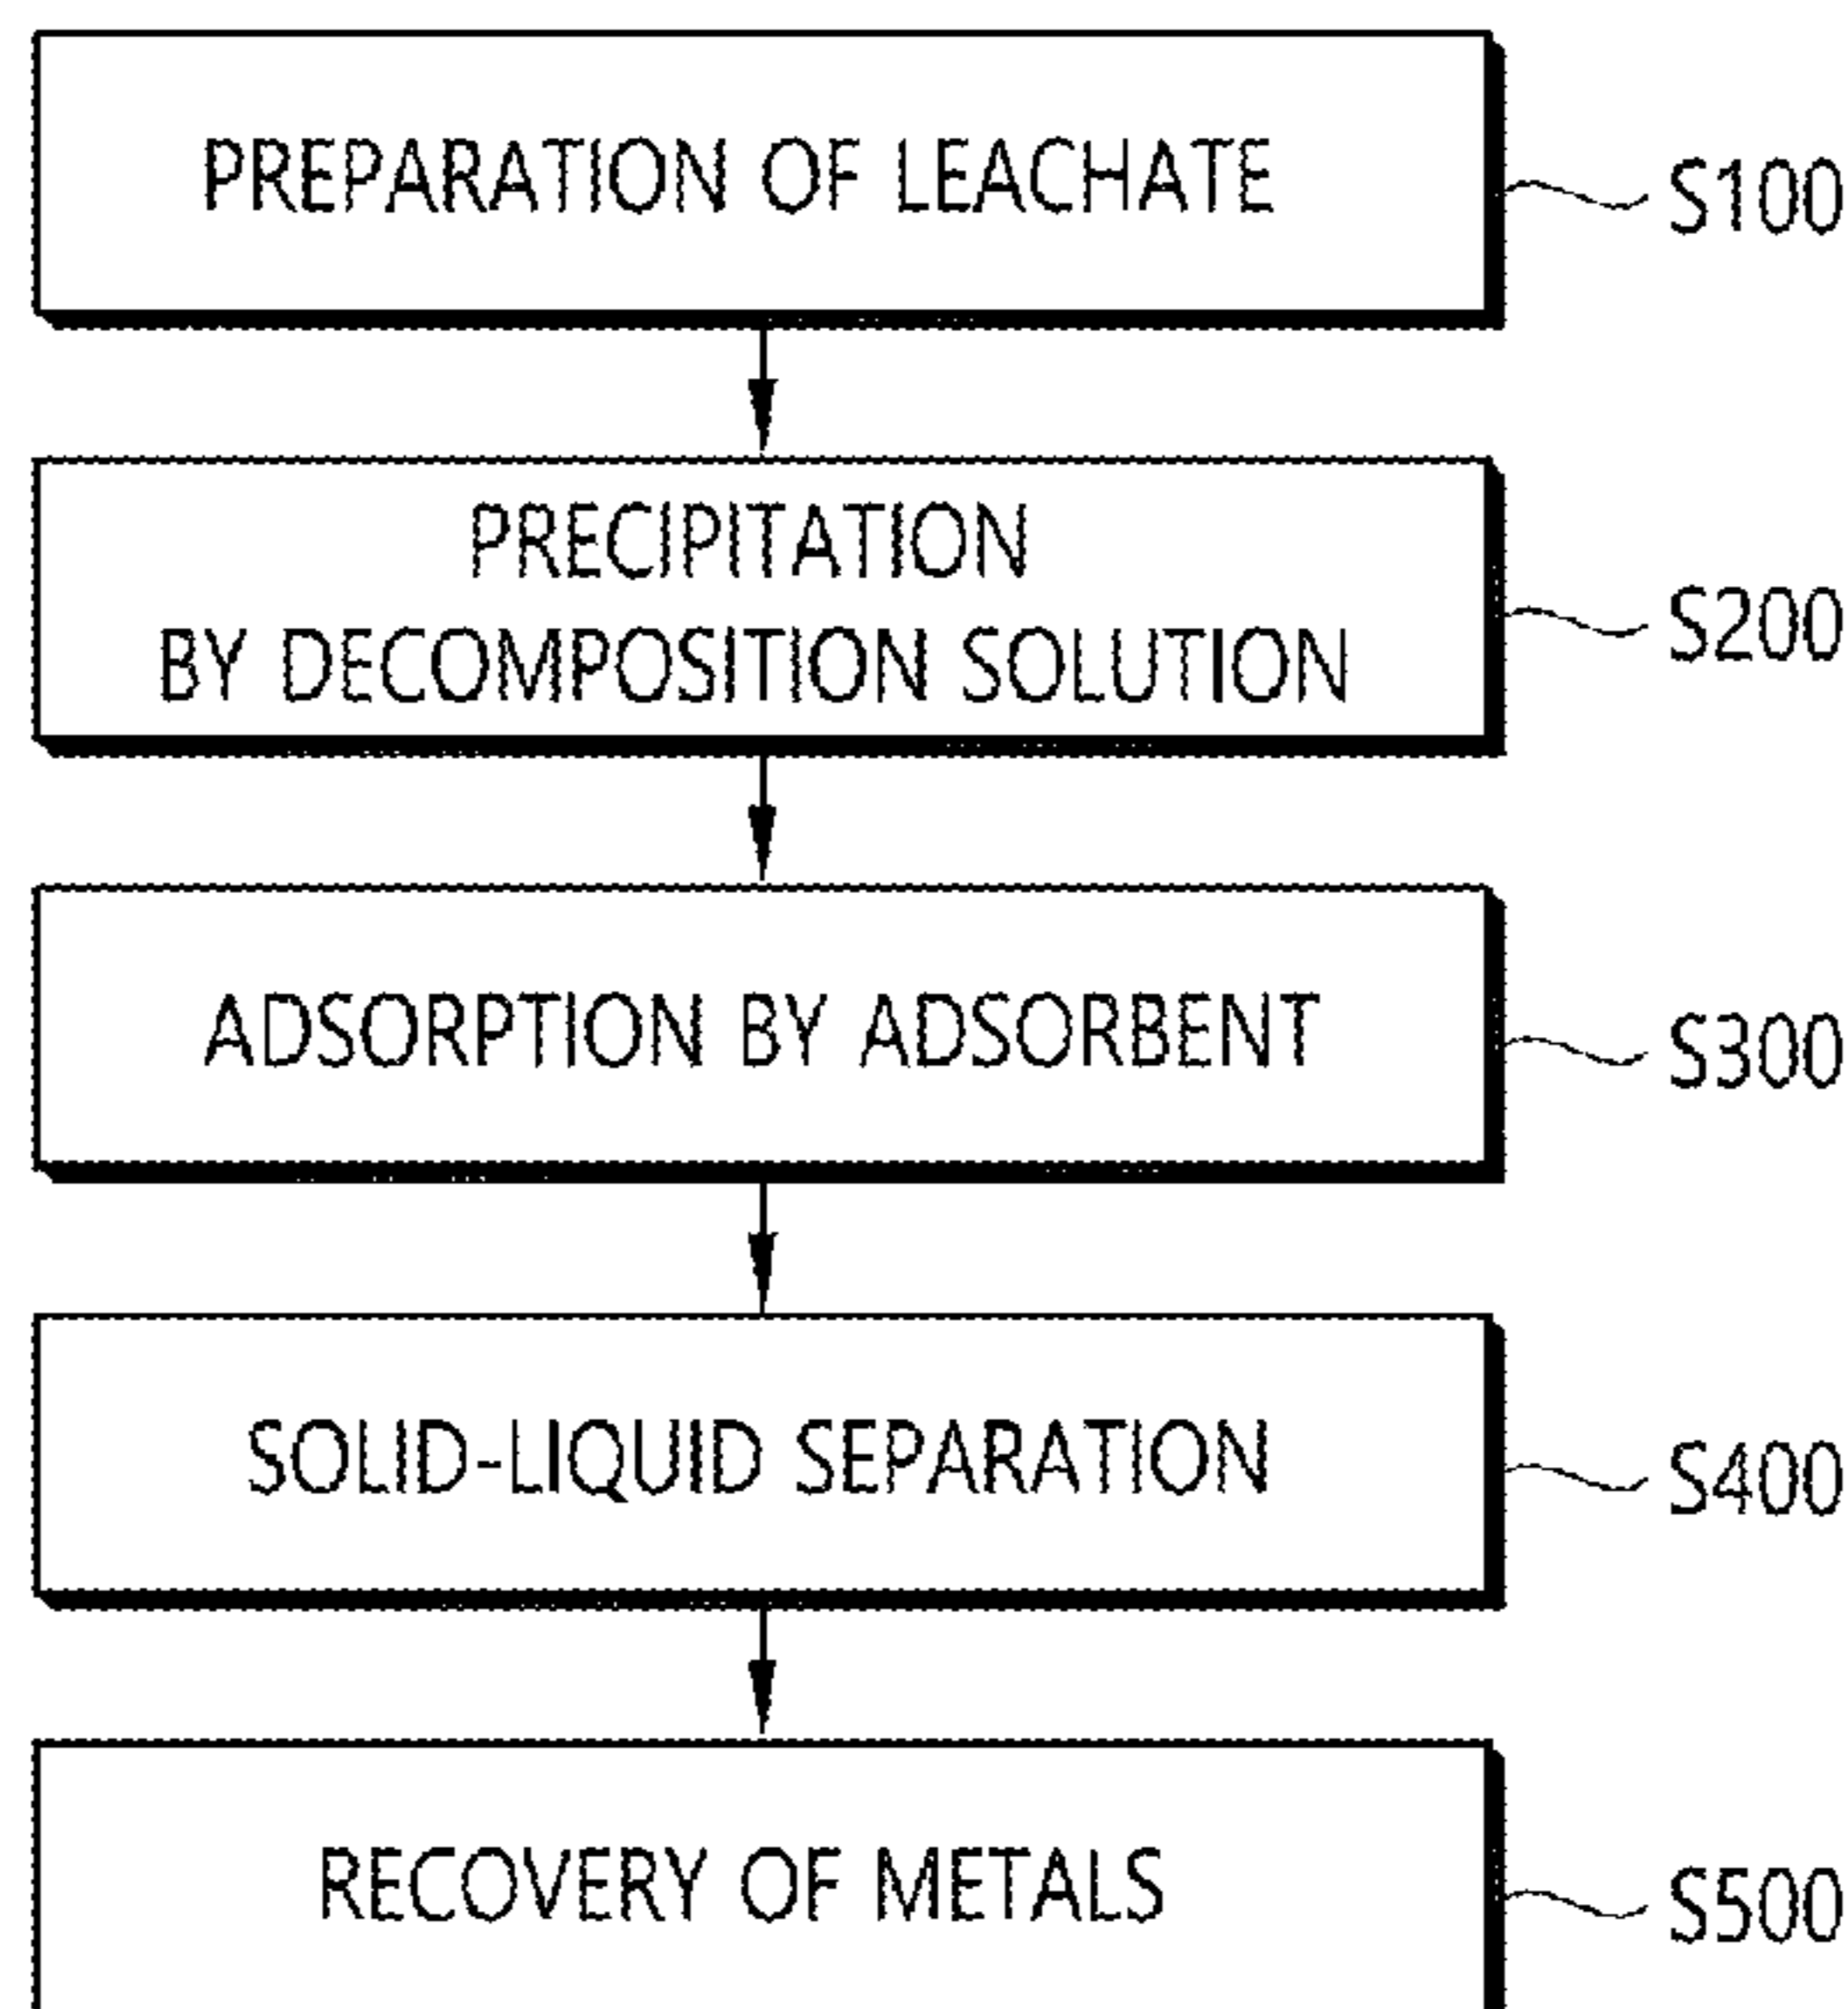 PREPARATION OF LEACHATE
S100
PRECIPITATION
BY DECOMPOSITION SOLUTION
S200
ADSORPTION BY ADSORBENT
S300
SOLID-LIQUID SEPARATION
S400
RECOVERY OF METALS
S500